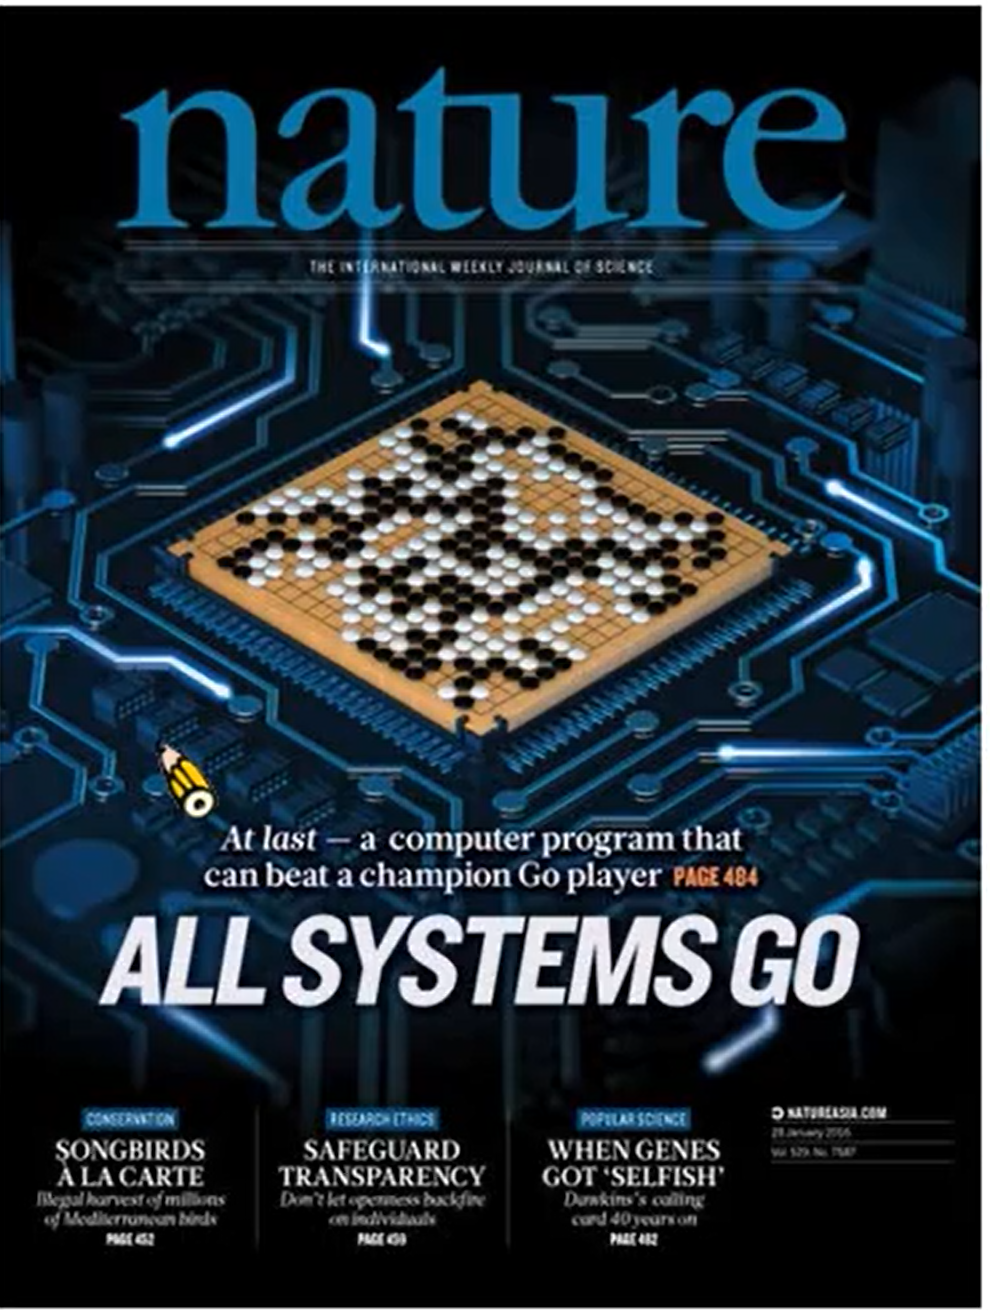 nature
THE INTERNATIONAL WEEKLY JOURNAL OF SCIENCE
At last — a computer program that
can beat a champion Go player PAGE 484
ALL SYSTEMS GO
CONSERVATION
SONGBIRDS
À LA CARTE
Illegal harvest of millions
of Mediterranean birds
PAGE 452
RESEARCH ETHICS
SAFEGUARD
TRANSPARENCY
Don't let openness backfire
on individuals
PAGE 459
POPULAR SCIENCE
WHEN GENES
GOT ‘SELFISH’
Dawkins's calling
card 40 years on
PAGE 462
NATUREASIA.COM
28 January 2016
Vol. 529, No. 7587